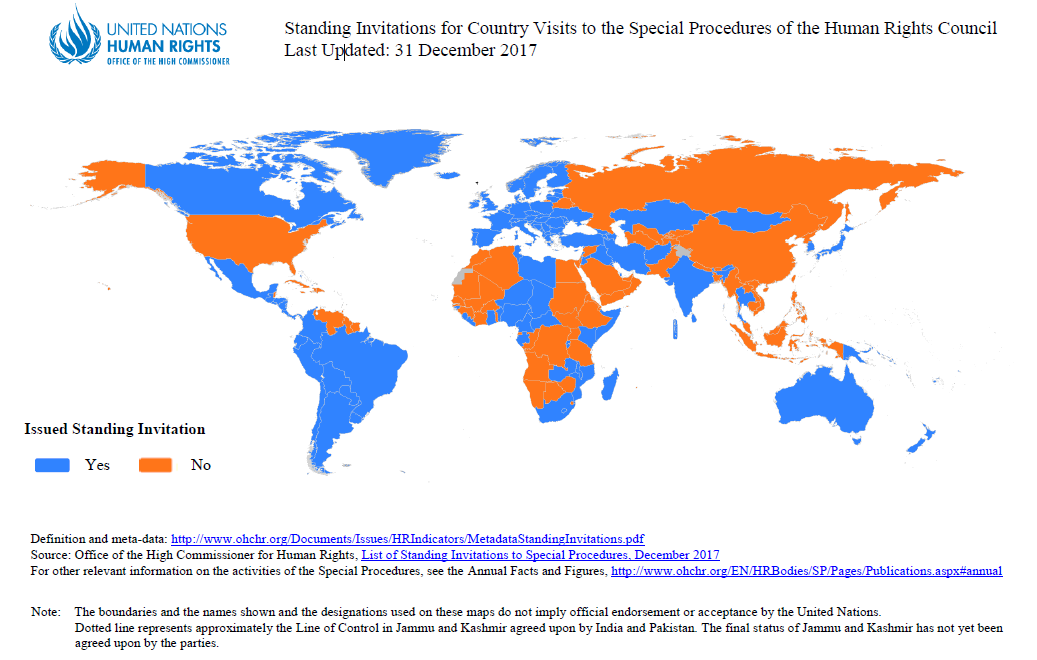 UNITED NATIONS
HUMAN RIGHTS
OFFICE OF THE HIGH COMMISSIONER
Standing Invitations for Country Visits to the Special Procedures of the Human Rights Council
Last Updated: 31 December 2017
Issued Standing Invitation
Yes
No
Definition and meta-data: http://www.ohchr.org/Documents/Issues/HRIndicators/MetadataStandingInvitations.pdf
Source: Office of the High Commissioner for Human Rights, List of Standing Invitations to Special Procedures, December 2017
For other relevant information on the activities of the Special Procedures, see the Annual Facts and Figures, http://www.ohchr.org/EN/HRBodies/SP/Pages/Publications.aspx#annual
Note: The boundaries and the names shown and the designations used on these maps do not imply official endorsement or acceptance by the United Nations.
Dotted line represents approximately the Line of Control in Jammu and Kashmir agreed upon by India and Pakistan. The final status of Jammu and Kashmir has not yet been
agreed upon by the parties.